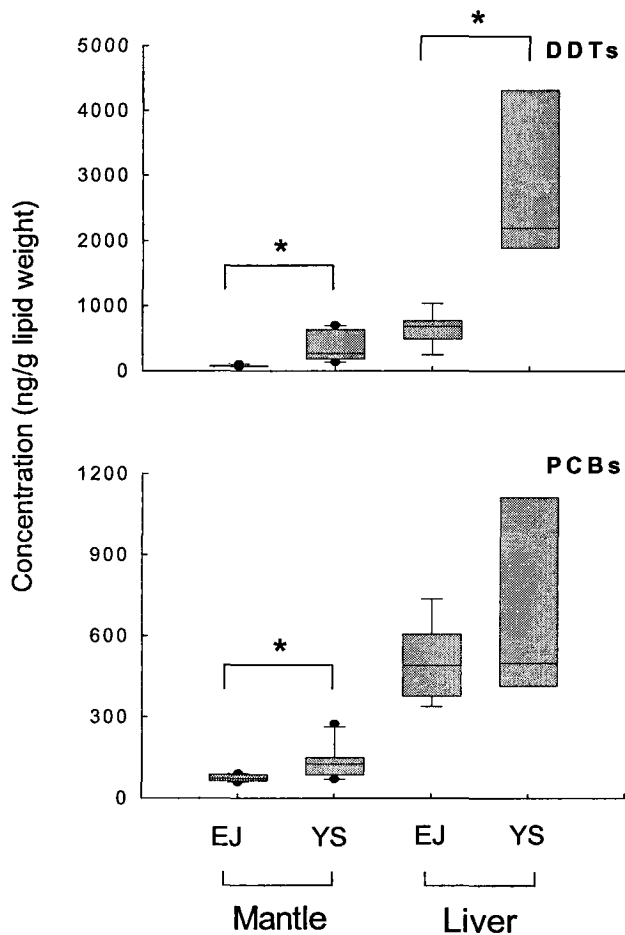 *
DDTs
5000
4000
3000
*
2000
1000
0
Concentration (ng/g lipid weight)
PCBs
1200
900
600
*
300
0
EJ YS EJ YS
Mantle Liver